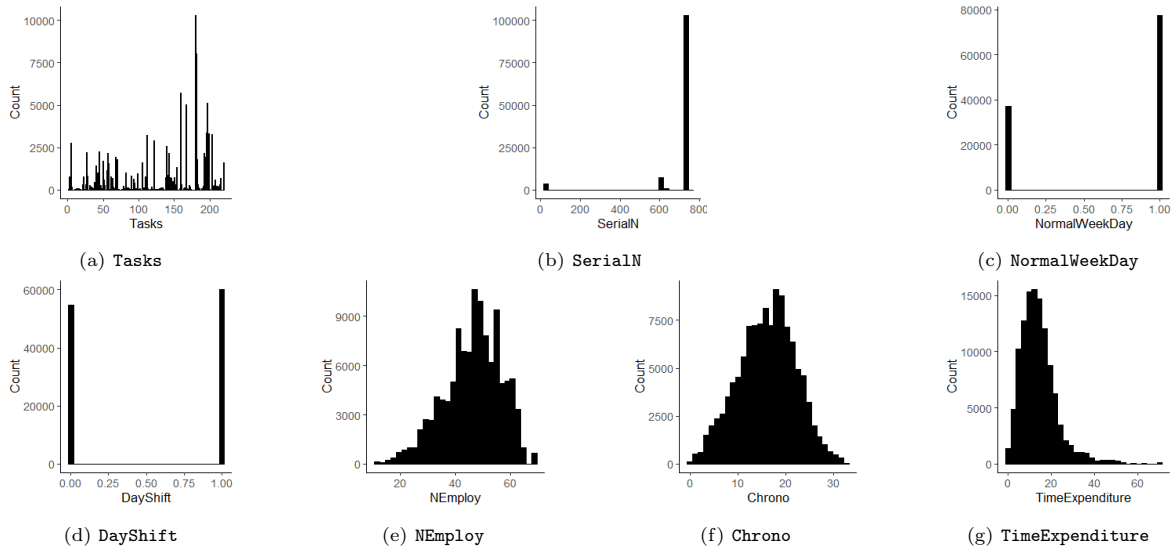 10000
7500
5000
2500
0
Count
0 50 100 150 200
Tasks
(a) Tasks
100000
75000
50000
25000
0
Count
0 200 400 600 800
SerialN
(b) SerialN
80000
60000
40000
20000
0
Count
0.00 0.25 0.50 0.75 1.00
NormalWeekDay
(c) NormalWeekDay
60000
40000
20000
0
Count
0.00 0.25 0.50 0.75 1.00
DayShift
(d) DayShift
9000
6000
3000
0
Count
20 40 60
NEmploy
(e) NEmploy
7500
5000
2500
0
Count
0 10 20 30
Chrono
(f) Chrono
15000
10000
5000
0
Count
0 20 40 60
TimeExpenditure
(g) TimeExpenditure